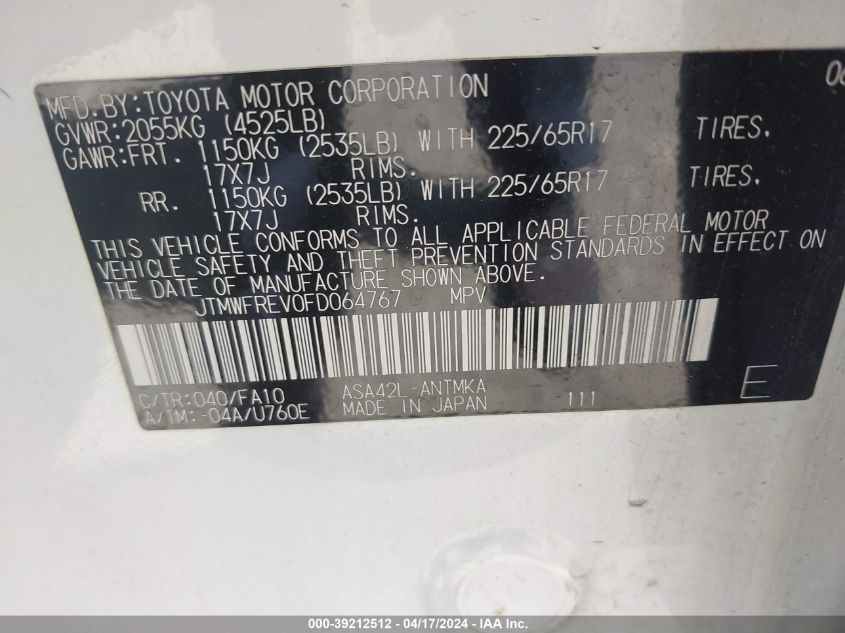 MFD. BY: TOYOTA MOTOR CORPORATION 06
GVWR: 2055KG (4525LB)
GAWR: FRT. 1150KG (2535LB) WITH 225/65R17 TIRES.
17X7J RIMS.
RR. 1150KG (2535LB) WITH 225/65R17 TIRES.
17X7J RIMS.
THIS VEHICLE CONFORMS TO ALL APPLICABLE FEDERAL MOTOR
VEHICLE SAFETY AND THEFT PREVENTION STANDARDS IN EFFECT ON
THE DATE OF MANUFACTURE SHOWN ABOVE.
JTMWFREV0FD064767 MPV
C/TR: 040/FA10 ASA42L-ANTMKA 111 E
A/TM: -04A/U760E MADE IN JAPAN
000-39212512 - 04/17/2024 - IAA, Inc.